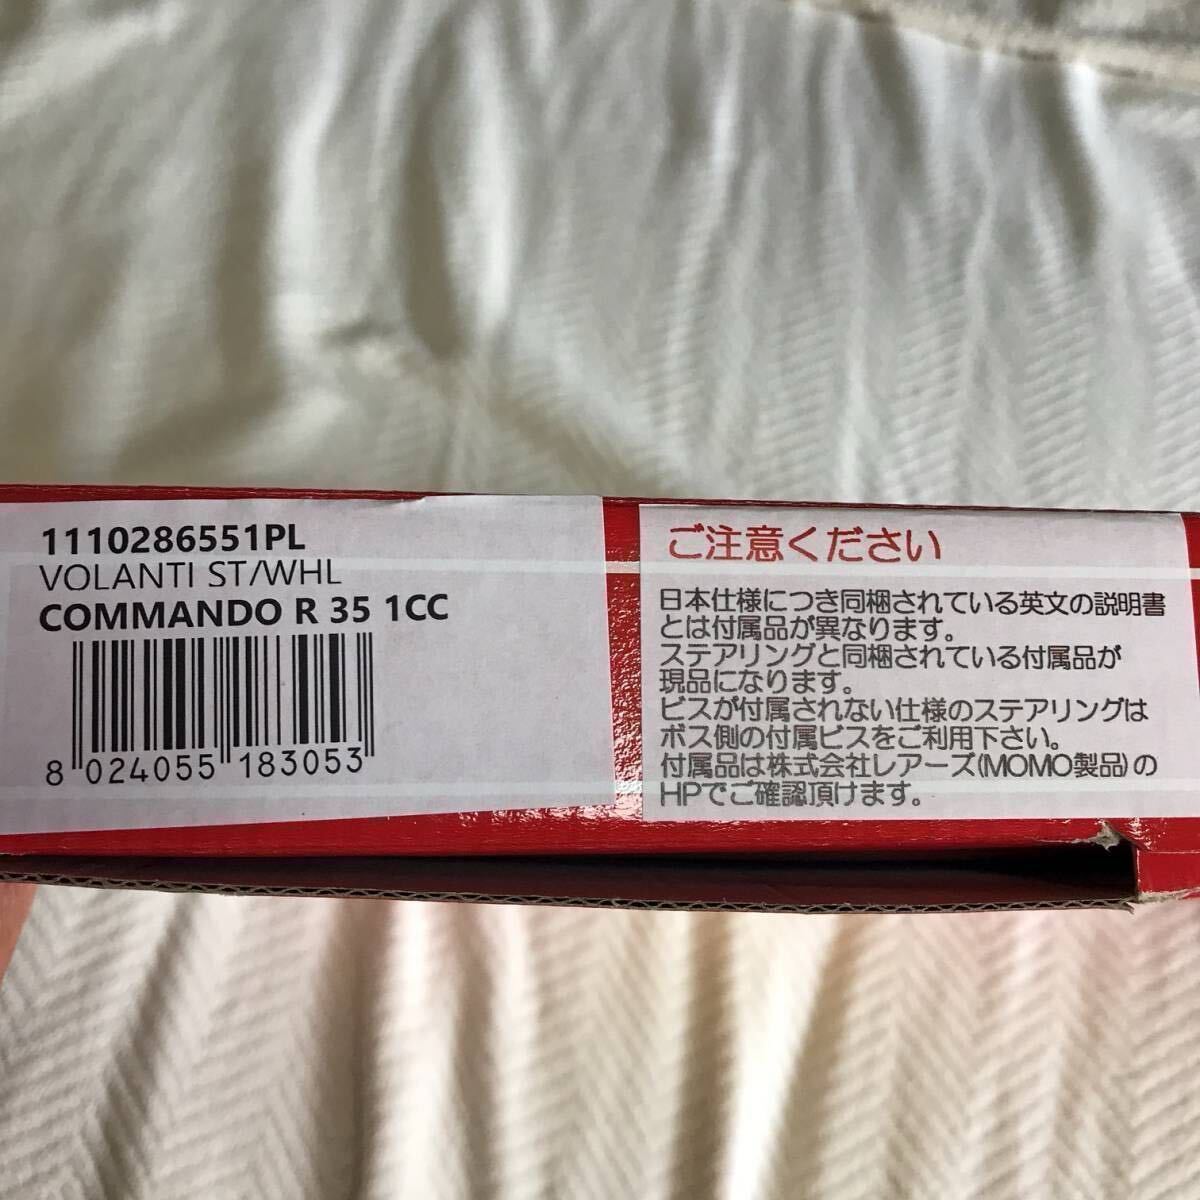 1110286551PL
VOLANTI ST/WHL
COMMANDO R 35 1CC
8 024055 183053
ご注意ください
日本仕様につき同梱されている英文の説明書
とは付属品が異なります。
ステアリングと同梱されている付属品が
現品になります。
ビスが付属されない仕様のステアリングは
ボス側の付属ビスをご利用下さい。
付属品は株式会社レアーズ(MOMO製品)の
HPでご確認頂けます。